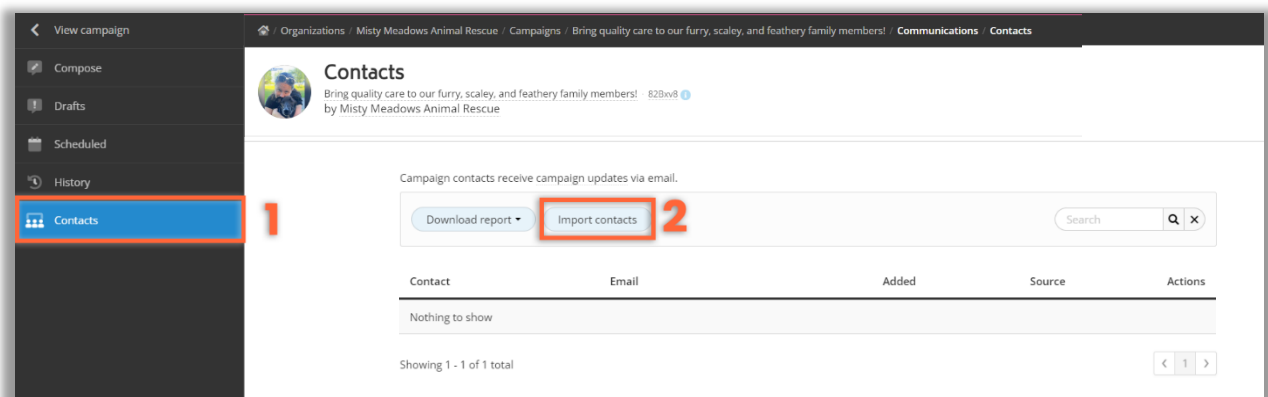 View campaign
Compose
Drafts
Scheduled
History
Contacts
1
/ Organizations / Misty Meadows Animal Rescue / Campaigns / Bring quality care to our furry, scaley, and feathery family members! / Communications / Contacts
Contacts
Bring quality care to our furry, scaley, and feathery family members! · 82Bxv8
by Misty Meadows Animal Rescue
Campaign contacts receive campaign updates via email.
Download report Import contacts 2 Search
Contact Email Added Source Actions
Nothing to show
Showing 1 - 1 of 1 total
< 1 >